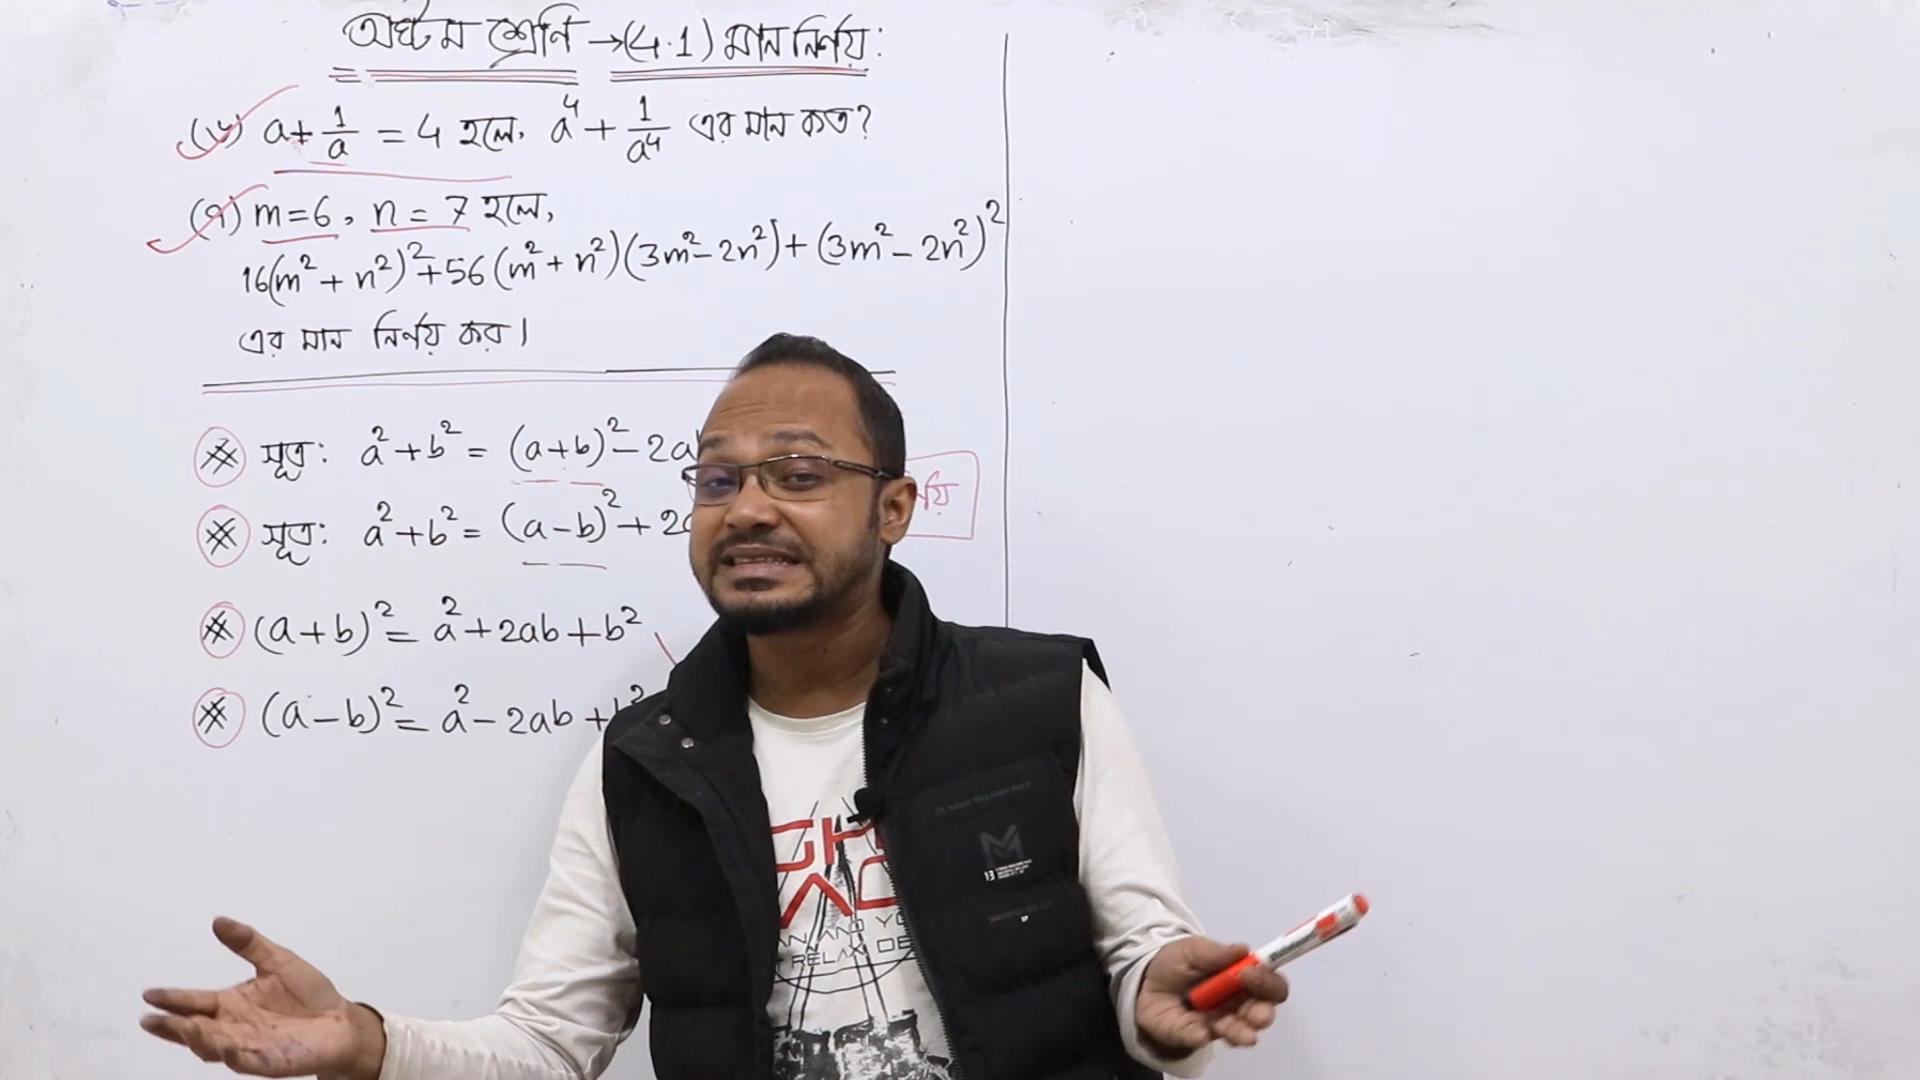 অষ্টম শ্রেণি →(4.1) মান নির্ণয়:
(৬) a + 1/a = 4 হলে, a⁴ + 1/a⁴ এর মান কত?
(৭) m=6, n = 7 হলে,
16(m² + n²)² + 56 (m² + n²)(3m² - 2n²) + (3m² - 2n²)²
এর মান নির্ণয় কর।
সূত্র: a² + b² = (a+b)² - 2a
সূত্র: a² + b² = (a-b)² + 2
(a+b)² = a² + 2ab + b²
(a-b)² = a² - 2ab +
13
RELAX